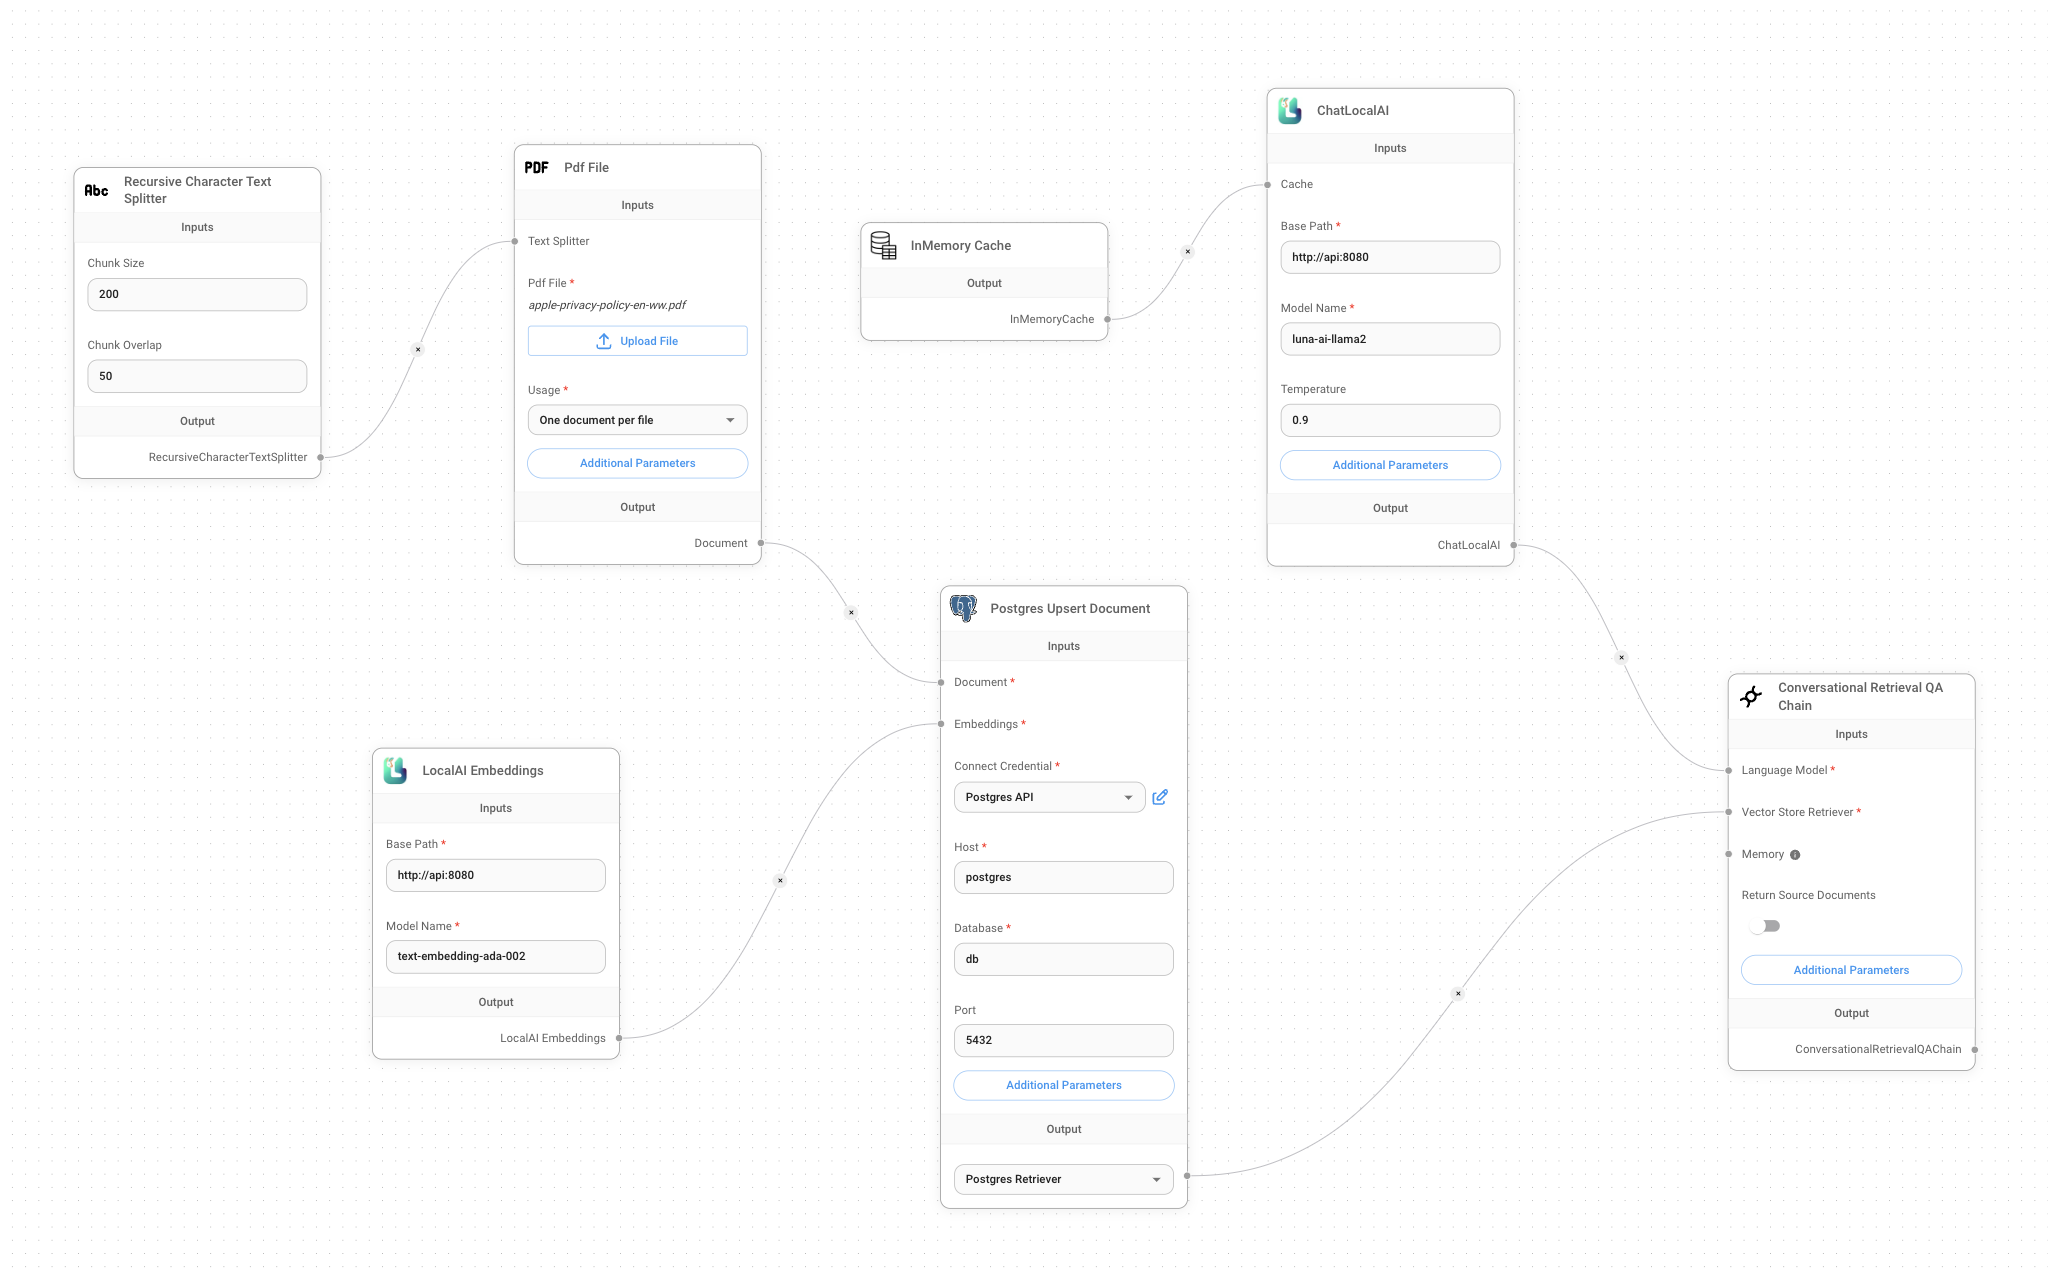 Abc
Recursive Character Text
Splitter
Inputs
Chunk Size
200
Chunk Overlap
50
Output
RecursiveCharacterTextSplitter
PDF
Pdf File
Inputs
Text Splitter
Pdf File *
apple-privacy-policy-en-ww.pdf
Upload File
Usage *
One document per file
Additional Parameters
Output
Document
InMemory Cache
Output
InMemoryCache
ChatLocalAI
Inputs
Cache
Base Path *
http://api:8080
Model Name *
luna-ai-llama2
Temperature
0.9
Additional Parameters
Output
ChatLocalAI
LocalAI Embeddings
Inputs
Base Path *
http://api:8080
Model Name *
text-embedding-ada-002
Output
LocalAI Embeddings
Postgres Upsert Document
Inputs
Document *
Embeddings *
Connect Credential *
Postgres API
Host *
postgres
Database *
db
Port
5432
Additional Parameters
Output
Postgres Retriever
Conversational Retrieval QA
Chain
Inputs
Language Model *
Vector Store Retriever *
Memory
Return Source Documents
Additional Parameters
Output
ConversationalRetrievalQAChain